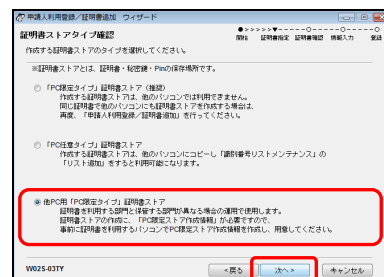 申請人利用登録／証明書追加 ウィザード
証明書ストアタイプ確認
開始 証明書指定 証明書確認 情報入力 登録
作成する証明書ストアのタイプを選択してください。
※証明書ストアとは、証明書・秘密鍵・Pinの保存場所です。
「PC限定タイプ」証明書ストア（推奨）
作成する証明書ストアは、他のパソコンでは利用できません。
同じ証明書で他のパソコンにも証明書ストアを作成する場合は、
再度、「申請人利用登録／証明書追加」を行ってください。
「PC任意タイプ」証明書ストア
作成する証明書ストアは、他のパソコンにコピーし「識別番号リストメンテナンス」の
「リスト追加」をすると利用可能になります。
他PC用「PC限定タイプ」証明書ストア
証明書を利用する部門と保管する部門が異なる場合の運用で使用します。
証明書ストアの作成に、「PC限定ストア作成情報」が必要ですので、
事前に証明書を利用するパソコンでPC限定ストア作成情報を作成し、用意してください。
W02S-03TY
＜戻る 次へ＞ キャンセル